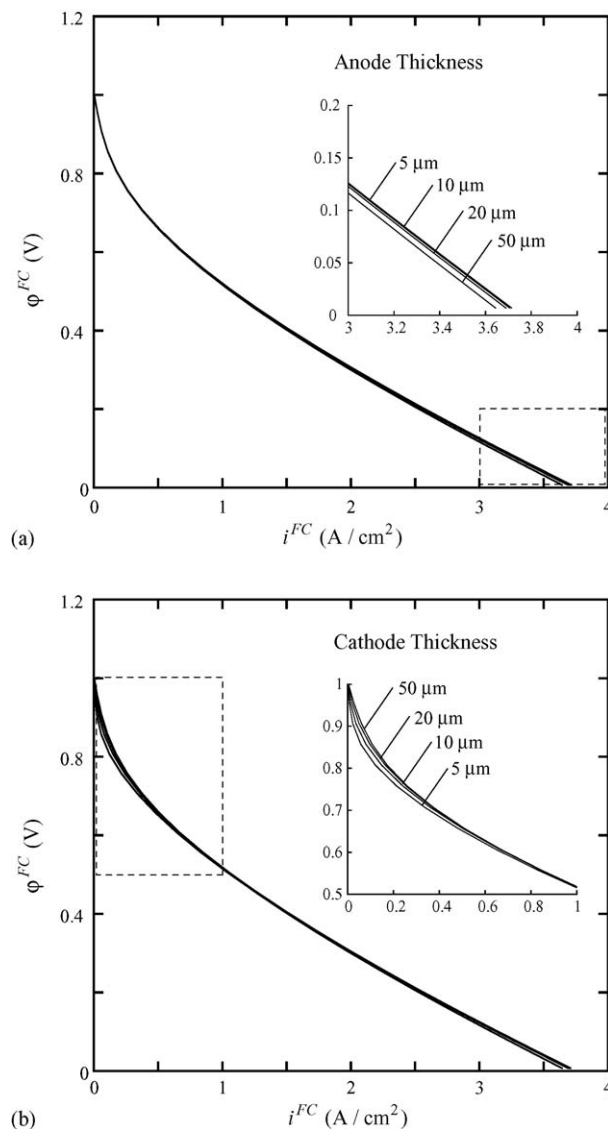 1.2
Anode Thickness
0.2
5 µm
0.15
10 µm
0.8
0.1
20 µm
50 µm
0.05
φ^FC (V)
0
3 3.2 3.4 3.6 3.8 4
0.4
0
0 1 2 3 4
(a) i^FC (A / cm²)
1.2
Cathode Thickness
1
50 µm
0.9
20 µm
0.8
10 µm
0.8
5 µm
0.7
0.6
φ^FC (V)
0.5
0 0.2 0.4 0.6 0.8 1
0.4
0
0 1 2 3 4
(b) i^FC (A / cm²)